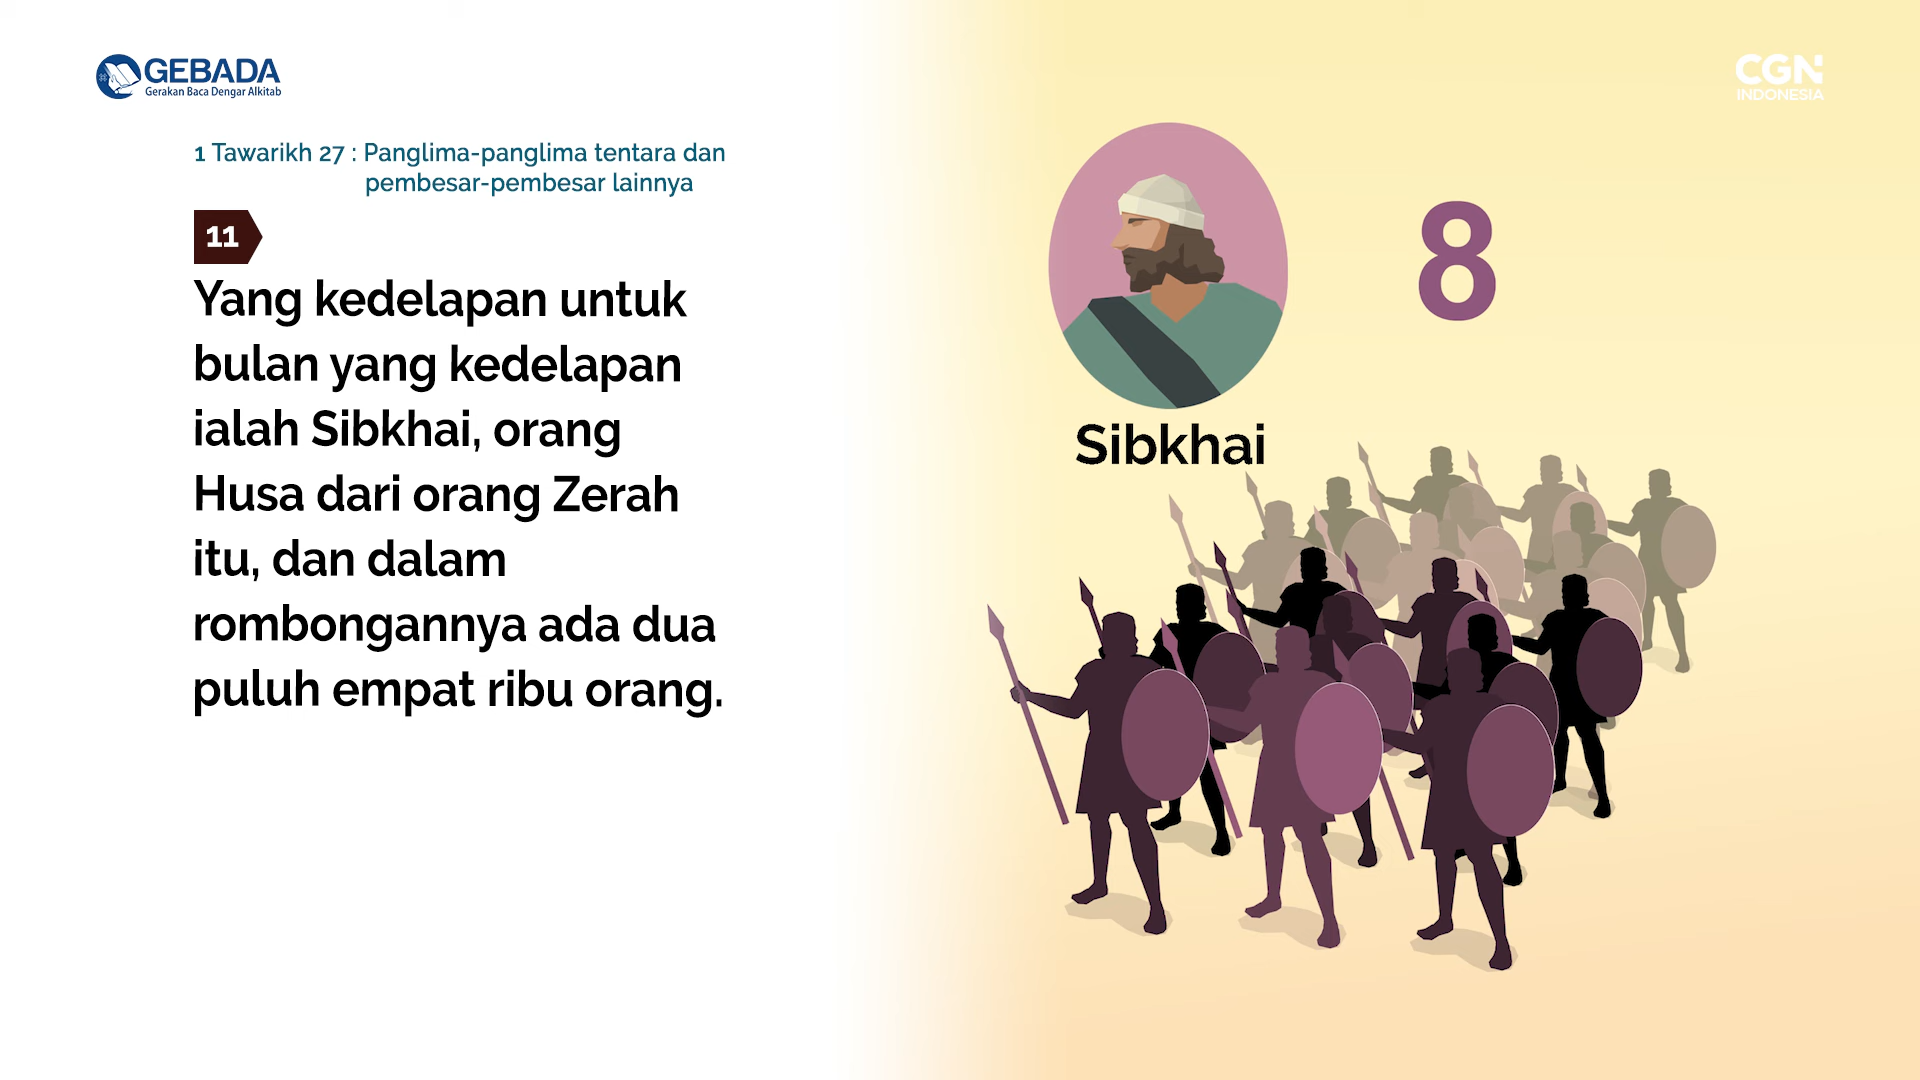 GEBADA
Gerakan Baca Dengar Alkitab
CGN
INDONESIA
1 Tawarikh 27 : Panglima-panglima tentara dan
pembesar-pembesar lainnya
11
Yang kedelapan untuk
bulan yang kedelapan
ialah Sibkhai, orang
Husa dari orang Zerah
itu, dan dalam
rombongannya ada dua
puluh empat ribu orang.
8
Sibkhai